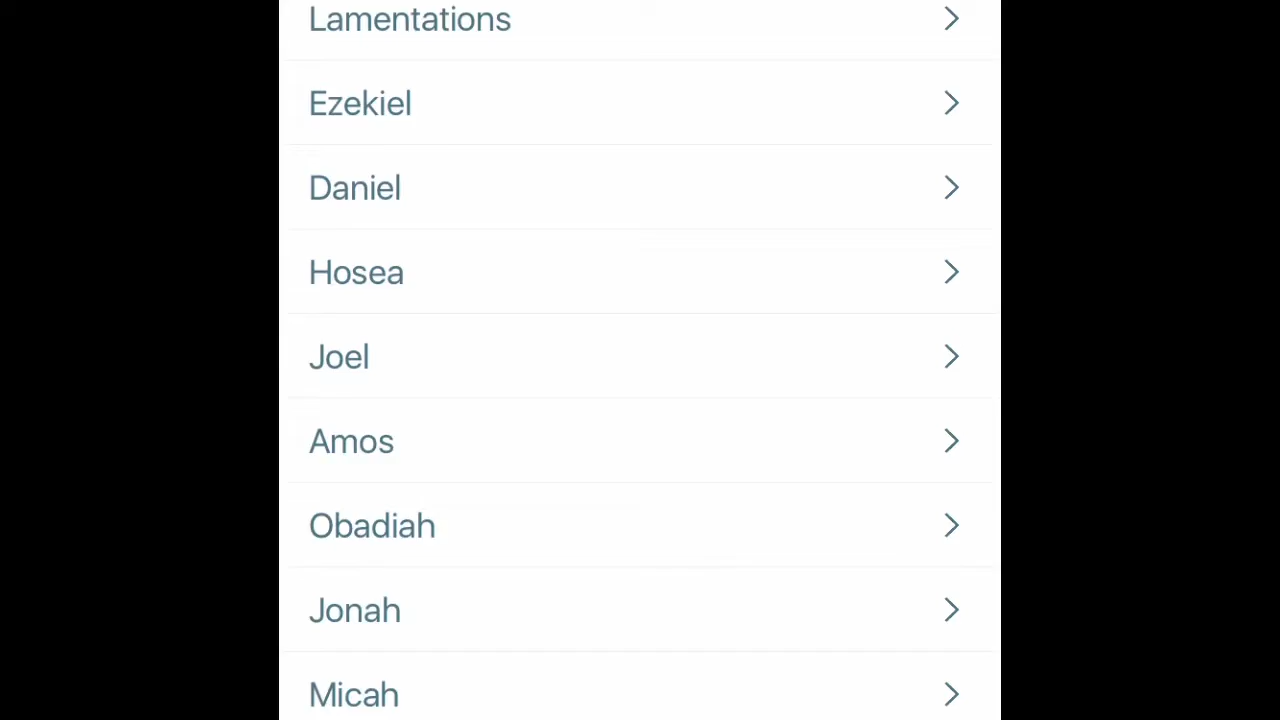 Lamentations
Ezekiel
Daniel
Hosea
Joel
Amos
Obadiah
Jonah
Micah